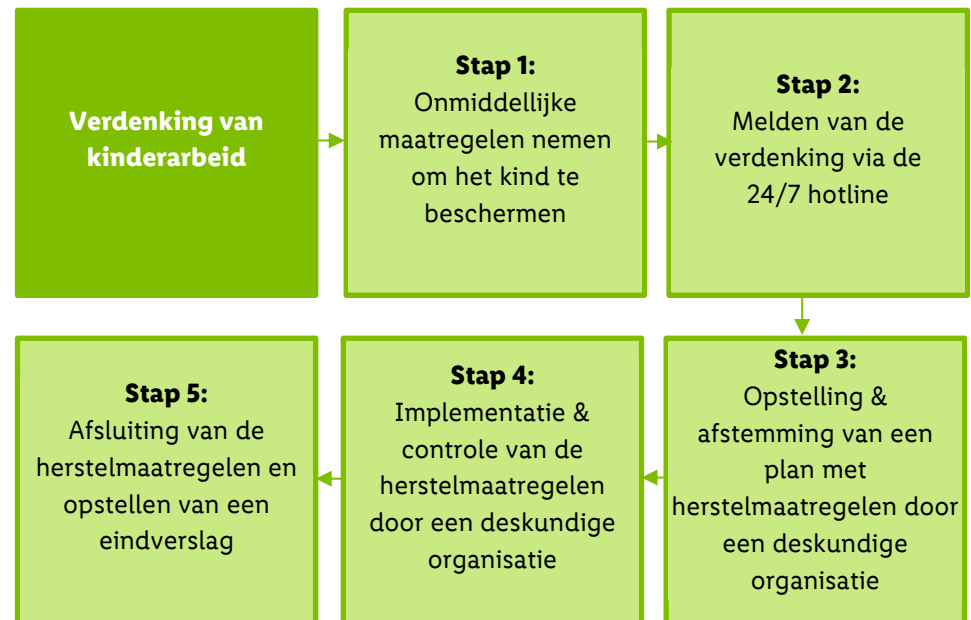 Verdenking van
kinderarbeid
Stap 1:
Onmiddellijke
maatregelen nemen
om het kind te
beschermen
Stap 2:
Melden van de
verdenking via de
24/7 hotline
Stap 3:
Opstelling &
afstemming van een
plan met
herstelmaatregelen door
een deskundige
organisatie
Stap 4:
Implementatie &
controle van de
herstelmaatregelen
door een deskundige
organisatie
Stap 5:
Afsluiting van de
herstelmaatregelen en
opstellen van een
eindverslag